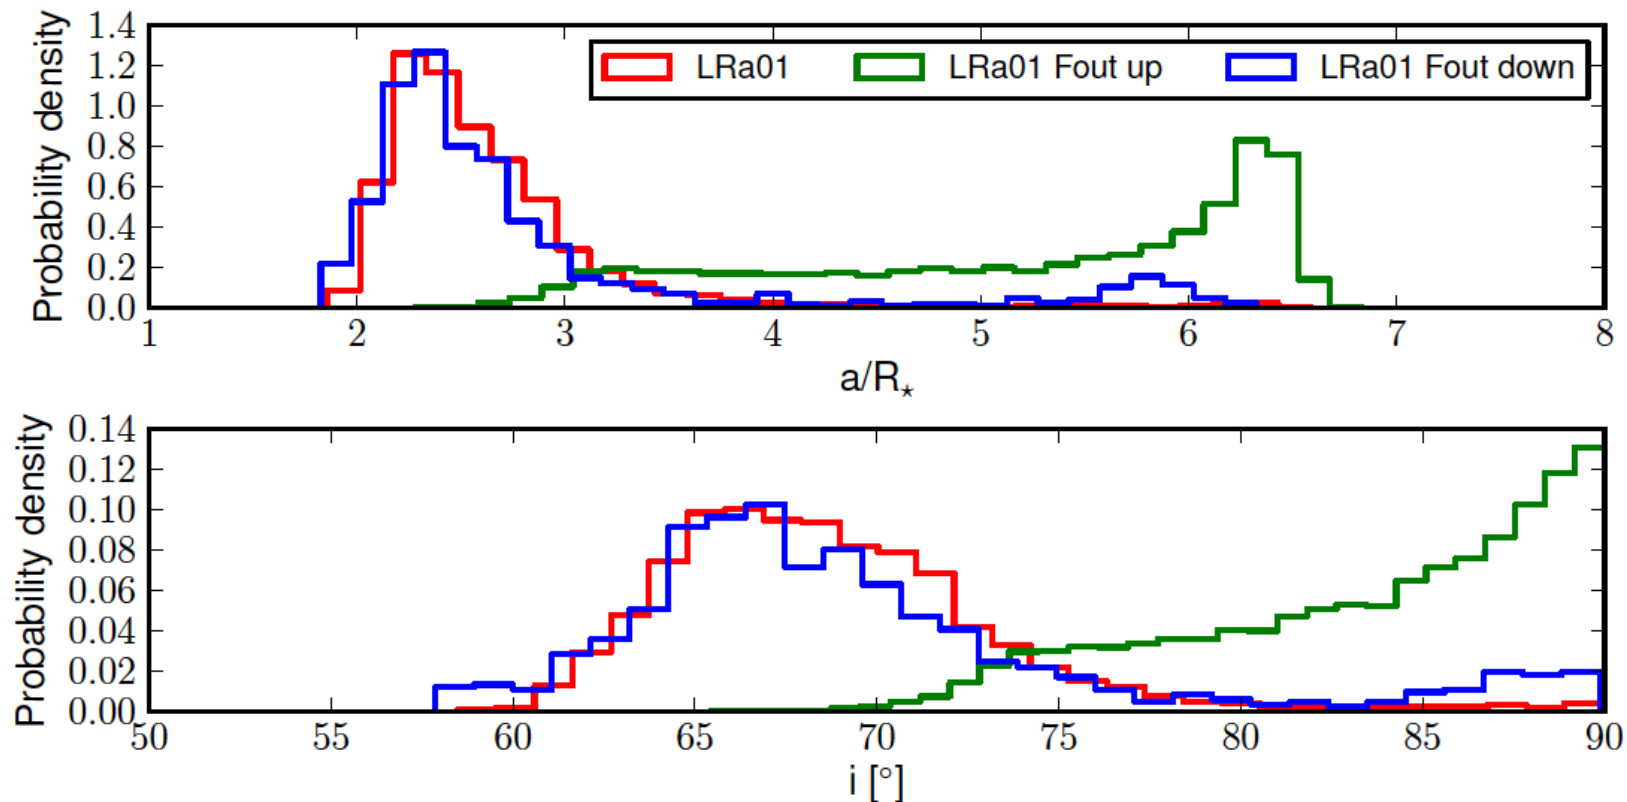 Probability density
1.4
1.2
1.0
0.8
0.6
0.4
0.2
0.0
LRa01 LRa01 Fout up LRa01 Fout down
1 2 3 4 5 6 7 8
a/R⋆
Probability density
0.14
0.12
0.10
0.08
0.06
0.04
0.02
0.00
50 55 60 65 70 75 80 85 90
i [°]